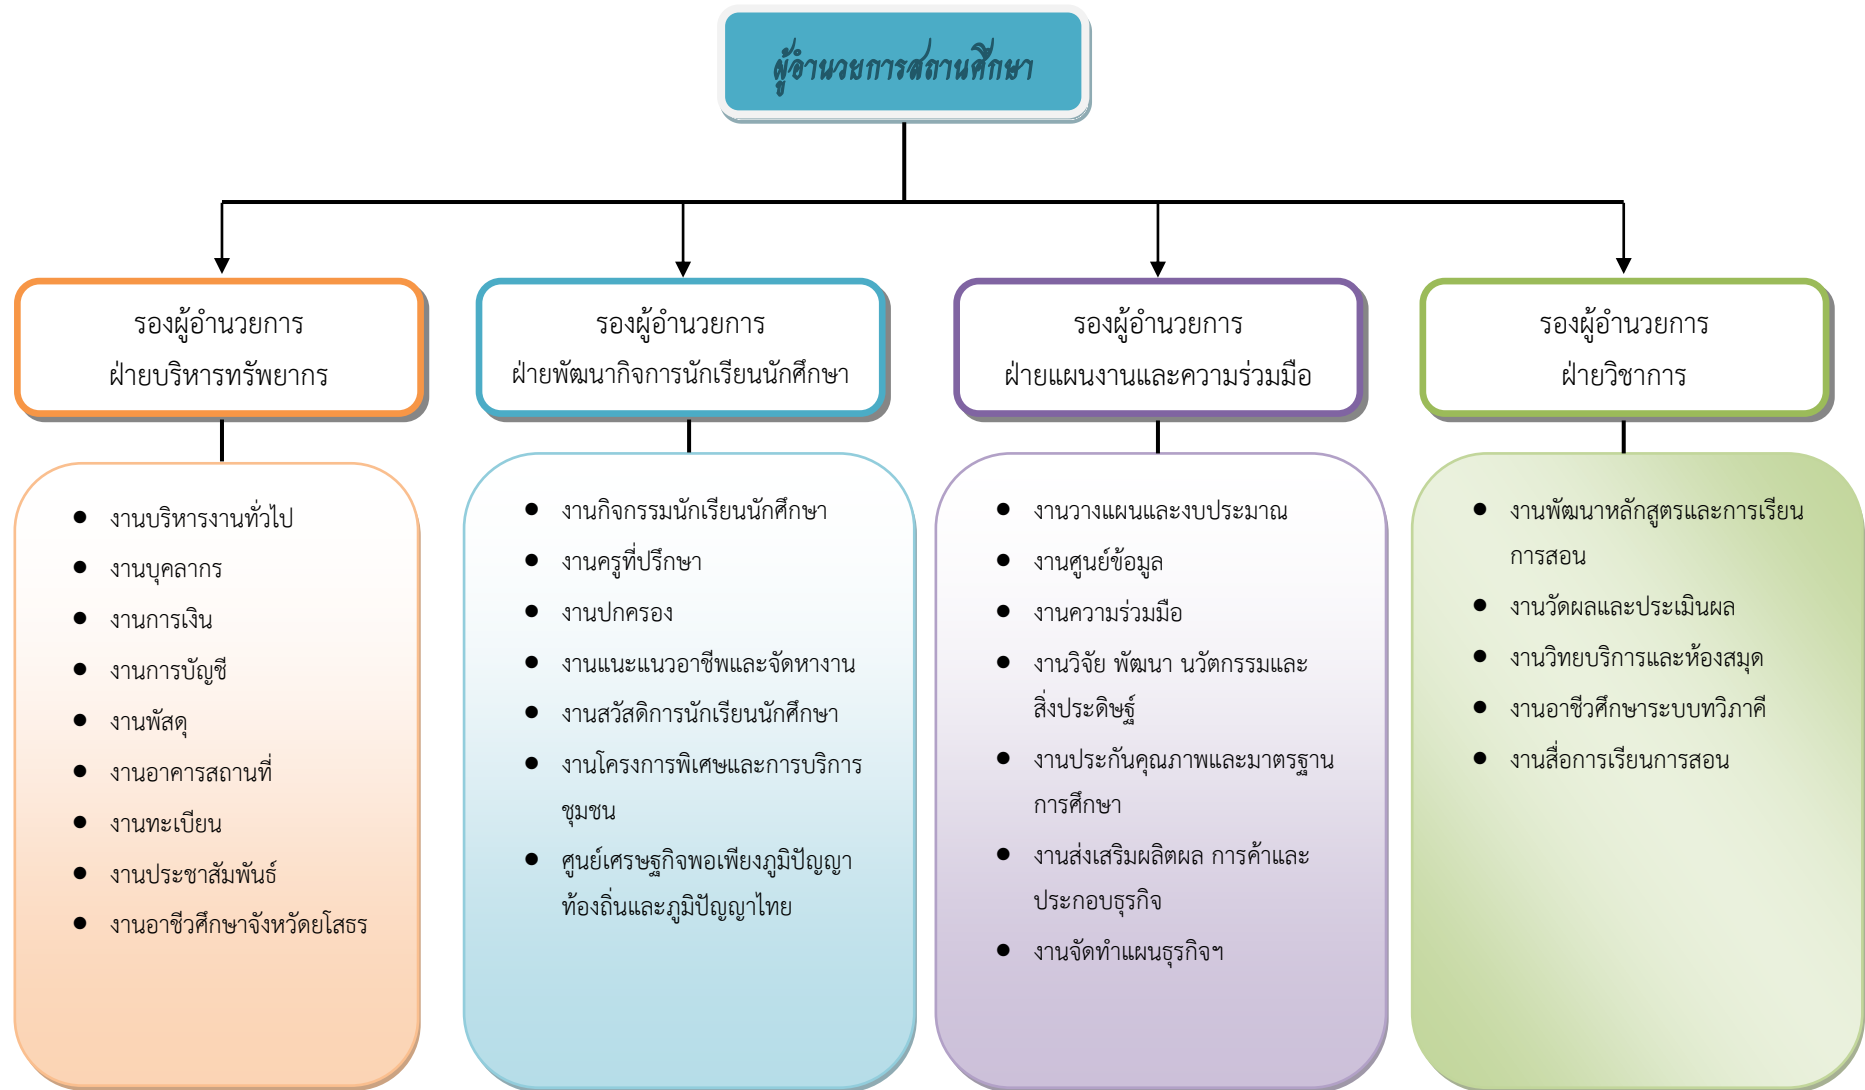 ผู้อำนวยการสถานศึกษา
รองผู้อำนวยการ
ฝ่ายบริหารทรัพยากร
● งานบริหารงานทั่วไป
● งานบุคลากร
● งานการเงิน
● งานการบัญชี
● งานพัสดุ
● งานอาคารสถานที่
● งานทะเบียน
● งานประชาสัมพันธ์
● งานอาชีวศึกษาจังหวัดยโสธร
รองผู้อำนวยการ
ฝ่ายพัฒนากิจการนักเรียนนักศึกษา
● งานกิจกรรมนักเรียนนักศึกษา
● งานครูที่ปรึกษา
● งานปกครอง
● งานแนะแนวอาชีพและจัดหางาน
● งานสวัสดิการนักเรียนนักศึกษา
● งานโครงการพิเศษและการบริการ
ชุมชน
● ศูนย์เศรษฐกิจพอเพียงภูมิปัญญา
ท้องถิ่นและภูมิปัญญาไทย
รองผู้อำนวยการ
ฝ่ายแผนงานและความร่วมมือ
● งานวางแผนและงบประมาณ
● งานศูนย์ข้อมูล
● งานความร่วมมือ
● งานวิจัย พัฒนา นวัตกรรมและ
สิ่งประดิษฐ์
● งานประกันคุณภาพและมาตรฐาน
การศึกษา
● งานส่งเสริมผลิตผล การค้าและ
ประกอบธุรกิจ
● งานจัดทำแผนธุรกิจฯ
รองผู้อำนวยการ
ฝ่ายวิชาการ
● งานพัฒนาหลักสูตรและการเรียน
การสอน
● งานวัดผลและประเมินผล
● งานวิทยบริการและห้องสมุด
● งานอาชีวศึกษาระบบทวิภาคี
● งานสื่อการเรียนการสอน